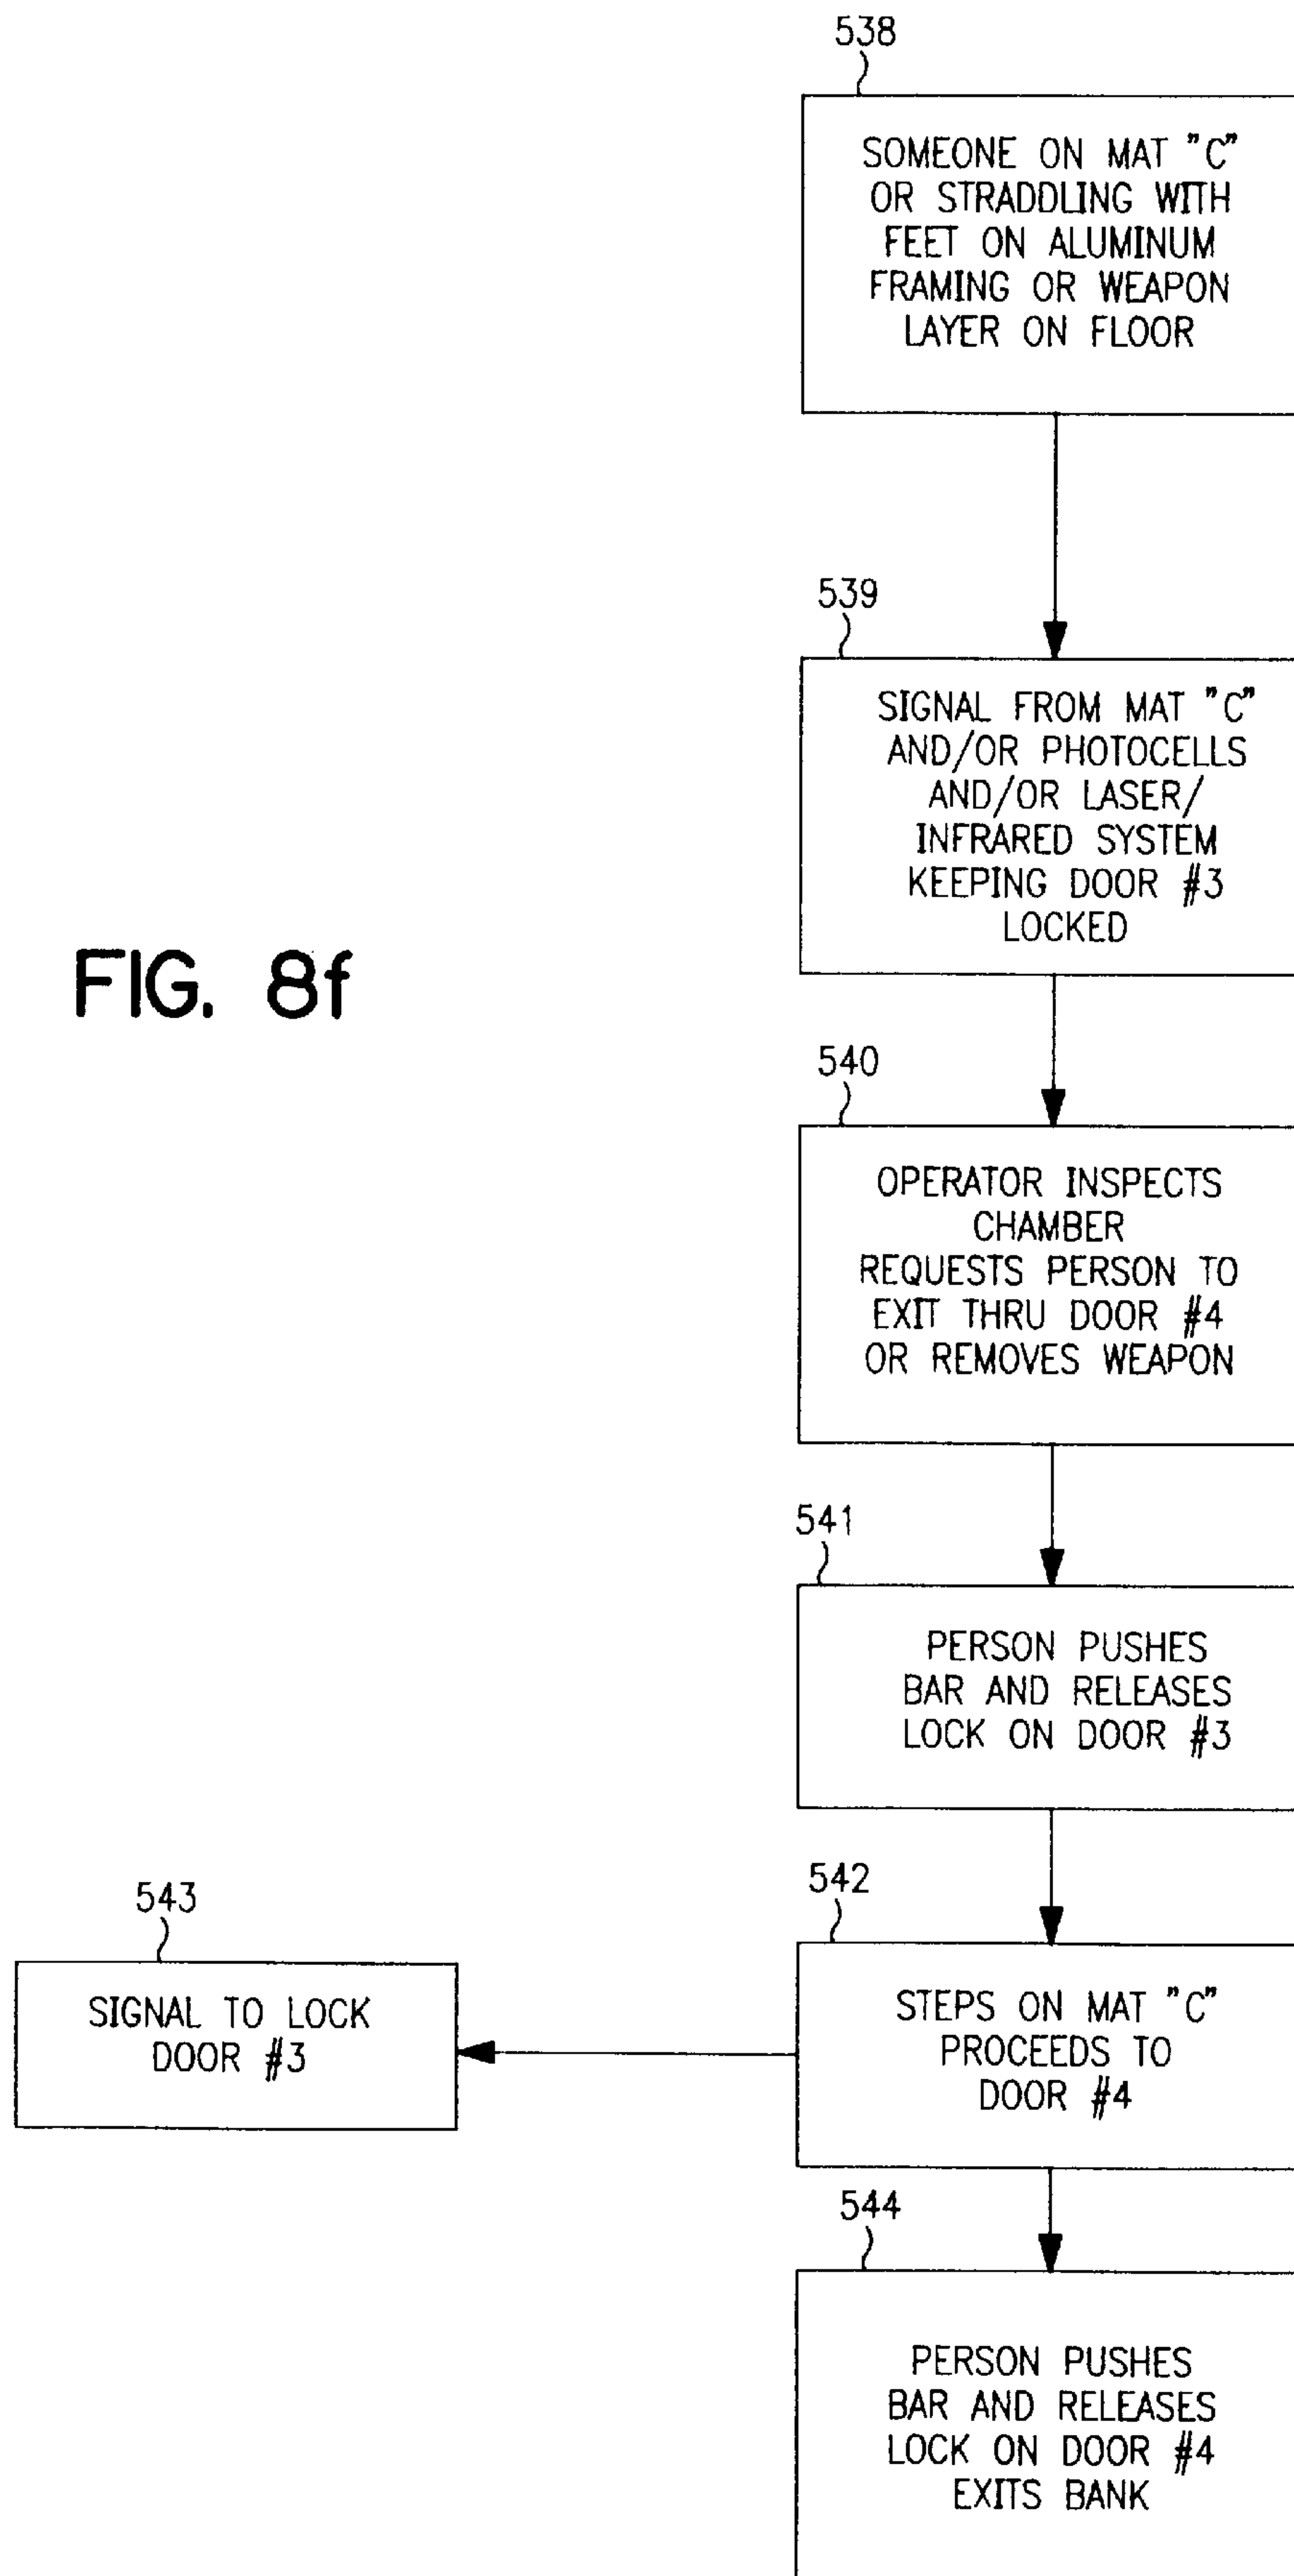 538
SOMEONE ON MAT "C"
OR STRADDLING WITH
FEET ON ALUMINUM
FRAMING OR WEAPON
LAYER ON FLOOR
539
SIGNAL FROM MAT "C"
AND/OR PHOTOCELLS
AND/OR LASER/
INFRARED SYSTEM
KEEPING DOOR #3
LOCKED
FIG. 8f
540
OPERATOR INSPECTS
CHAMBER
REQUESTS PERSON TO
EXIT THRU DOOR #4
OR REMOVES WEAPON
541
PERSON PUSHES
BAR AND RELEASES
LOCK ON DOOR #3
542
STEPS ON MAT "C"
PROCEEDS TO
DOOR #4
543
SIGNAL TO LOCK
DOOR #3
544
PERSON PUSHES
BAR AND RELEASES
LOCK ON DOOR #4
EXITS BANK